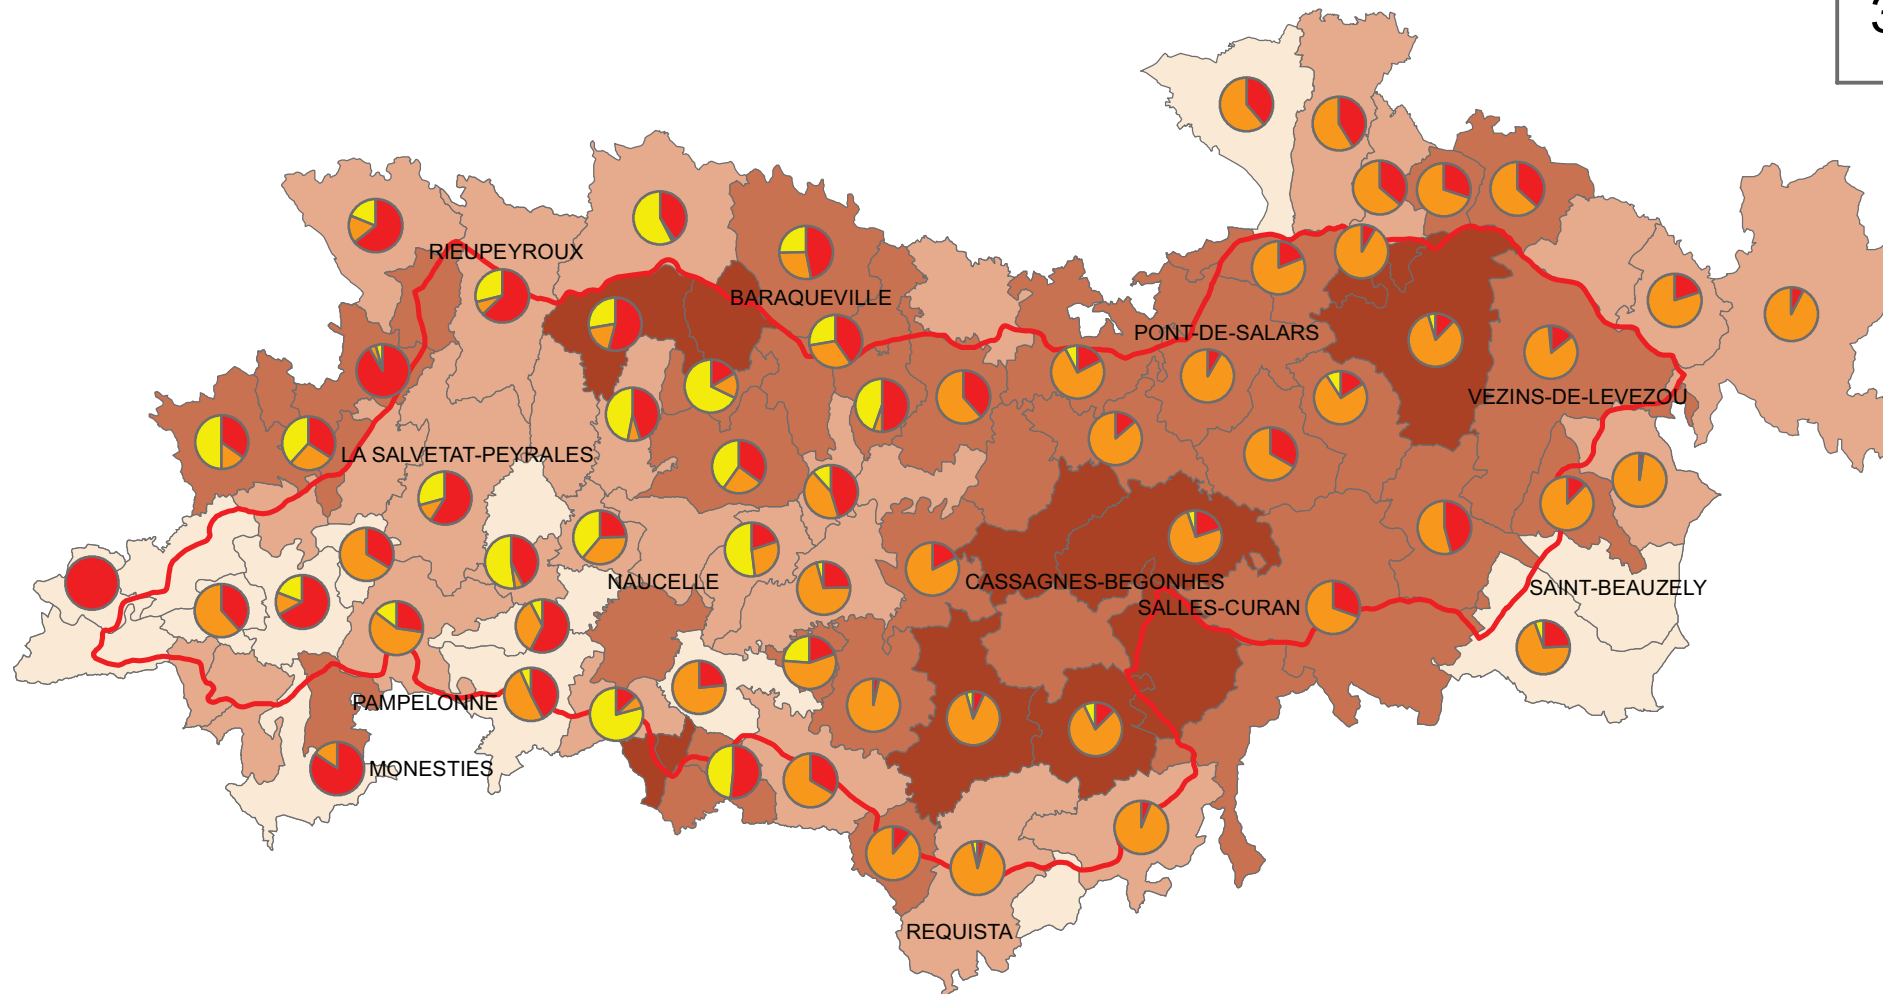 3
RIEUPEYROUX
BARAQUEVILLE
PONT-DE-SALARS
VEZINS-DE-LEVEZOU
LA SALVETAT-PEYRALES
NAUCELLE
CASSAGNES-BEGONHES
SALLES-CURAN
SAINT-BEAUZELY
PAMPELONNE
MONESTIES
REQUISTA